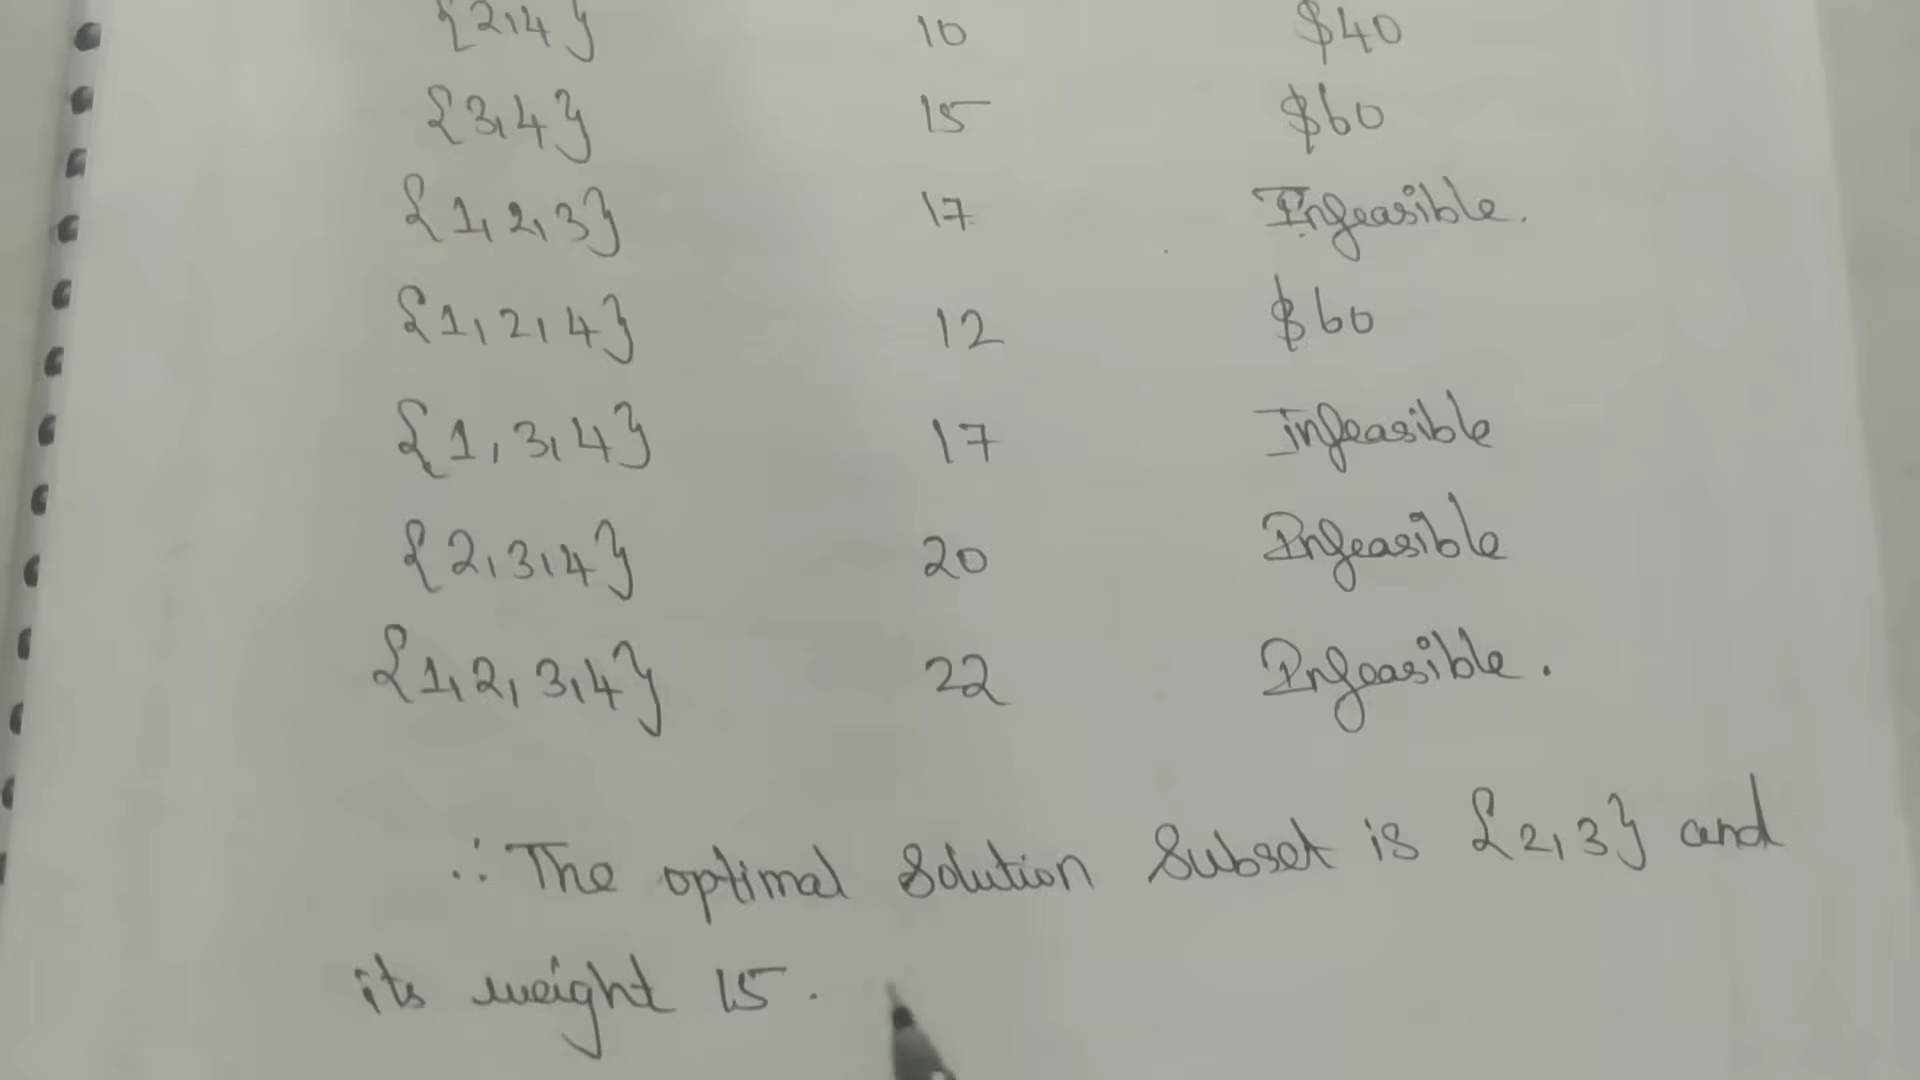 {2,4} 10 $40
{3,4} 15 $60
{1,2,3} 17 Infeasible.
{1,2,4} 12 $60
{1,3,4} 17 Infeasible
{2,3,4} 20 Infeasible
{1,2,3,4} 22 Infeasible.
∴ The optimal Solution Subset is {2,3} and
its weight 15.